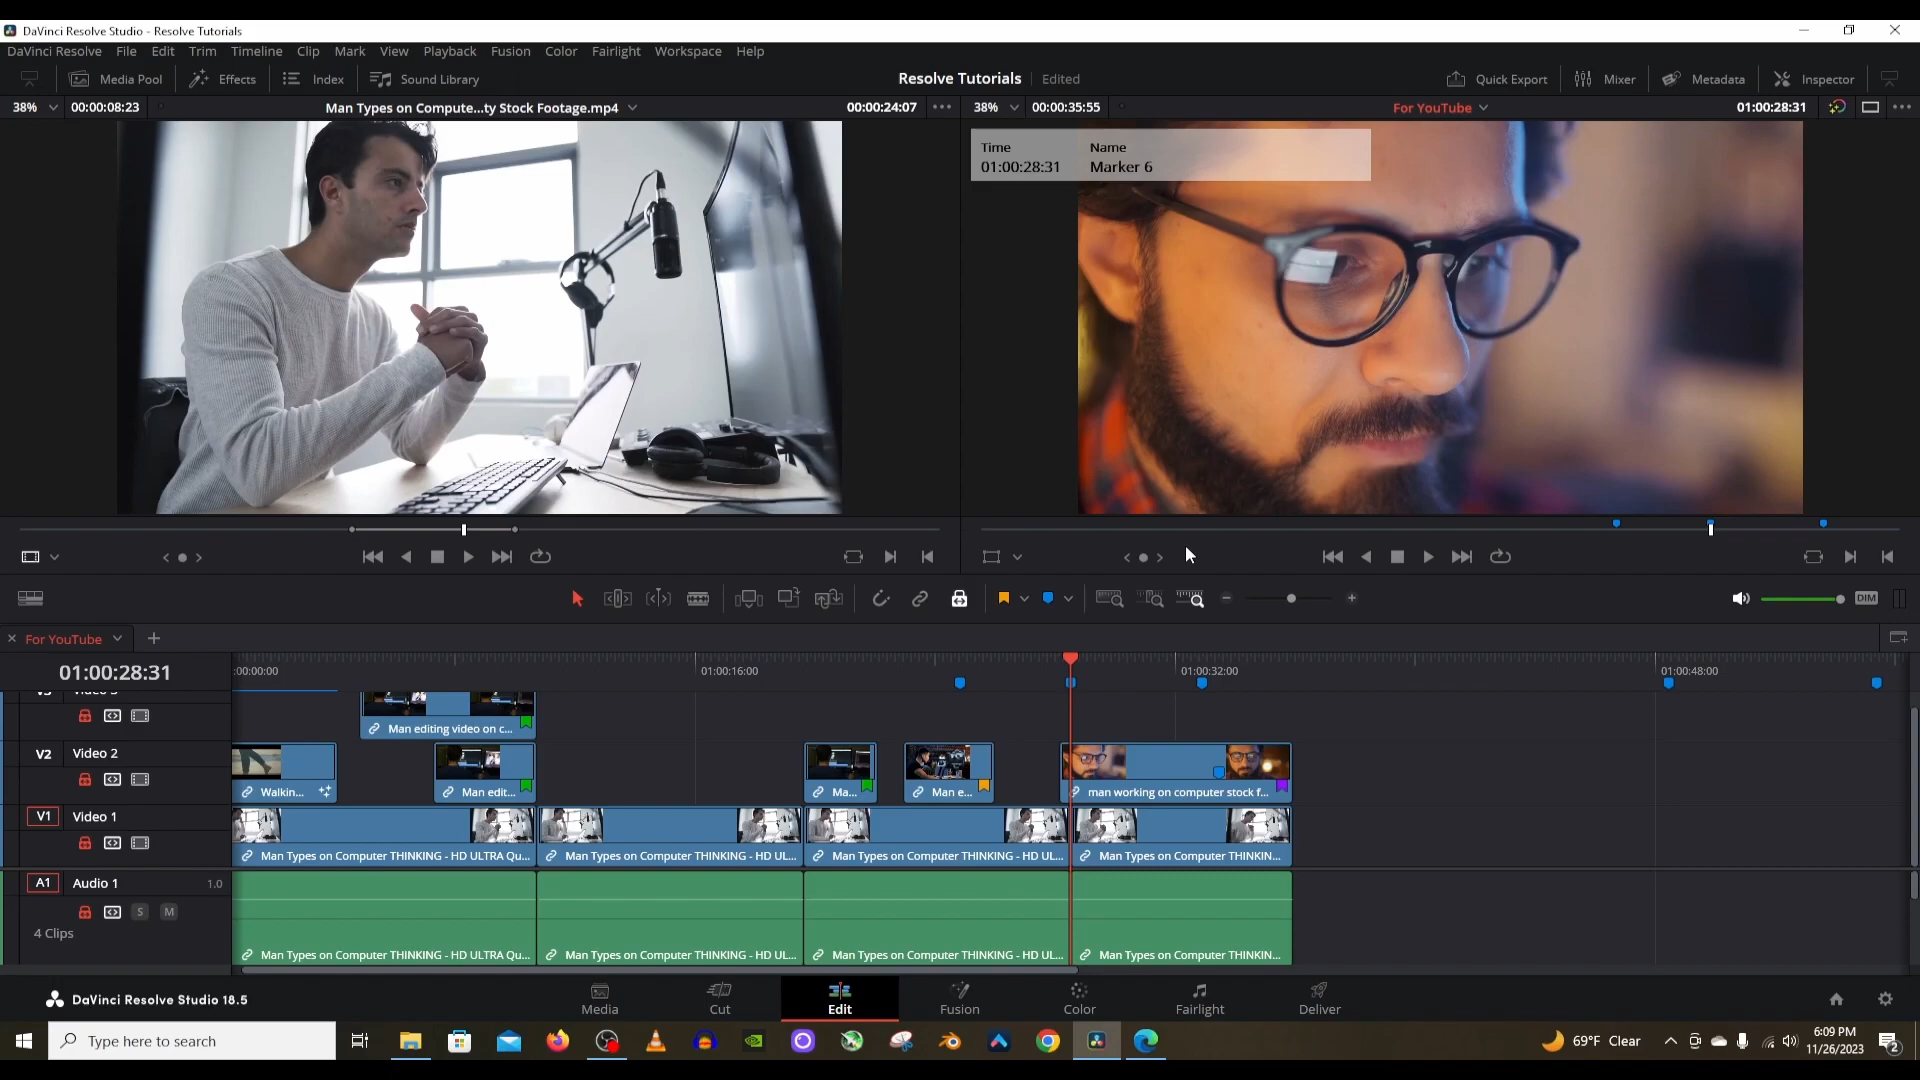 DaVinci Resolve Studio - Resolve Tutorials
DaVinci Resolve File Edit Trim Timeline Clip Mark View Playback Fusion Color Fairlight Workspace Help
Media Pool Effects Index Sound Library Resolve Tutorials Edited Quick Export Mixer Metadata Inspector
38% 00:00:08:23 Man Types on Compute...ty Stock Footage.mp4 00:00:24:07 38% 00:00:35:55 For YouTube 01:00:28:31
Time Name
01:00:28:31 Marker 6
DIM
For YouTube
01:00:28:31 :00:00:00 01:00:16:00 01:00:32:00 01:00:48:00
Man editing video on c...
V2 Video 2
Walkin... Man edit... Ma... Man e... man working on computer stock f...
V1 Video 1
Man Types on Computer THINKING - HD ULTRA Qu... Man Types on Computer THINKING - HD UL... Man Types on Computer THINKING - HD UL... Man Types on Computer THINKIN...
A1 Audio 1 1.0
S M
4 Clips
Man Types on Computer THINKING - HD ULTRA Qu... Man Types on Computer THINKING - HD UL... Man Types on Computer THINKING - HD UL... Man Types on Computer THINKIN...
DaVinci Resolve Studio 18.5 Media Cut Edit Fusion Color Fairlight Deliver
Type here to search 69°F Clear 6:09 PM
11/26/2023 2